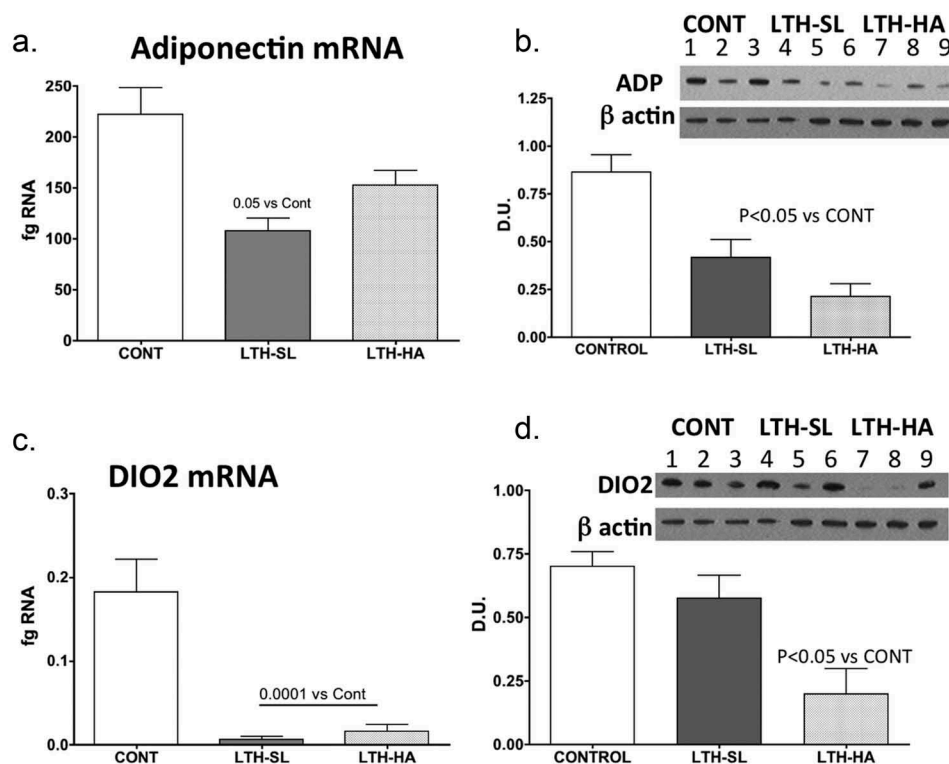 a.
Adiponectin mRNA
250
200
150
100
50
0
fg RNA
0.05 vs Cont
CONT LTH-SL LTH-HA
b.
CONT LTH-SL LTH-HA
1 2 3 4 5 6 7 8 9
ADP
β actin
1.25
1.00
0.75
0.50
0.25
0.00
D.U.
P<0.05 vs CONT
CONTROL LTH-SL LTH-HA
c.
DIO2 mRNA
0.3
0.2
0.1
0.0
fg RNA
0.0001 vs Cont
CONT LTH-SL LTH-HA
d.
CONT LTH-SL LTH-HA
1 2 3 4 5 6 7 8 9
DIO2
β actin
1.00
0.75
0.50
0.25
0.00
D.U.
P<0.05 vs CONT
CONTROL LTH-SL LTH-HA